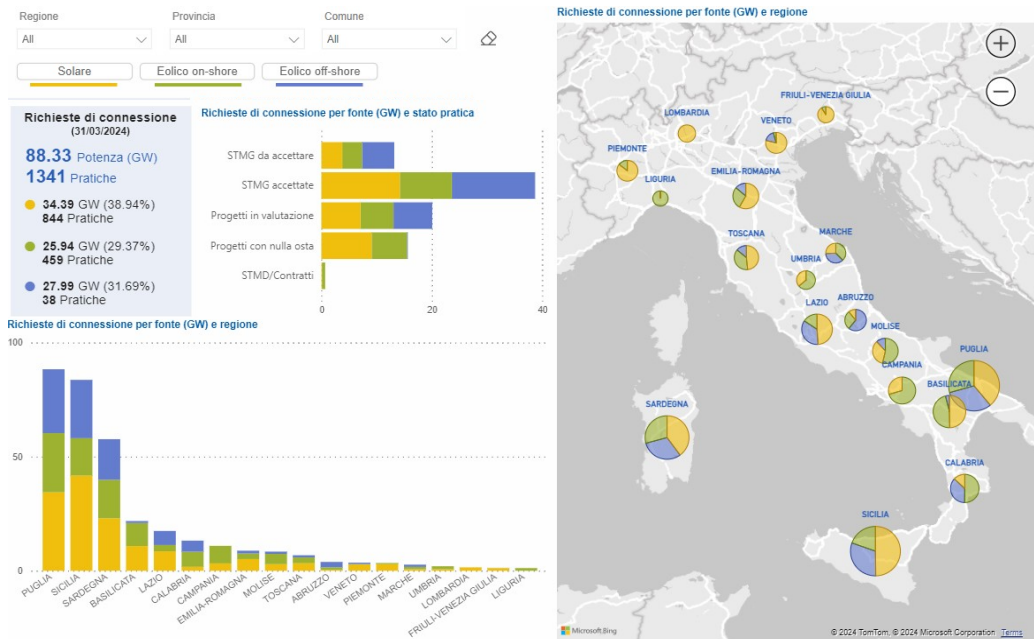 Regione
Provincia
Comune
All
All
All
Solare
Eolico on-shore
Eolico off-shore
Richieste di connessione
(31/03/2024)
88.33 Potenza (GW)
1341 Pratiche
34.39 GW (38.94%)
844 Pratiche
25.94 GW (29.37%)
459 Pratiche
27.99 GW (31.69%)
38 Pratiche
Richieste di connessione per fonte (GW) e stato pratica
STMG da accettare
STMG accettate
Progetti in valutazione
Progetti con nulla osta
STMD/Contratti
0
20
40
Richieste di connessione per fonte (GW) e regione
100
50
0
PUGLIA
SICILIA
SARDEGNA
BASILICATA
LAZIO
CALABRIA
CAMPANIA
EMILIA-ROMAGNA
MOLISE
TOSCANA
ABRUZZO
VENETO
PIEMONTE
MARCHE
UMBRIA
LOMBARDIA
FRIULI-VENEZIA GIULIA
LIGURIA
Richieste di connessione per fonte (GW) e regione
FRIULI-VENEZIA GIULIA
LOMBARDIA
VENETO
PIEMONTE
EMILIA-ROMAGNA
LIGURIA
TOSCANA
MARCHE
UMBRIA
ABRUZZO
LAZIO
MOLISE
PUGLIA
CAMPANIA
BASILICATA
SARDEGNA
CALABRIA
SICILIA
Microsoft Bing
© 2024 TomTom, © 2024 Microsoft Corporation Terms